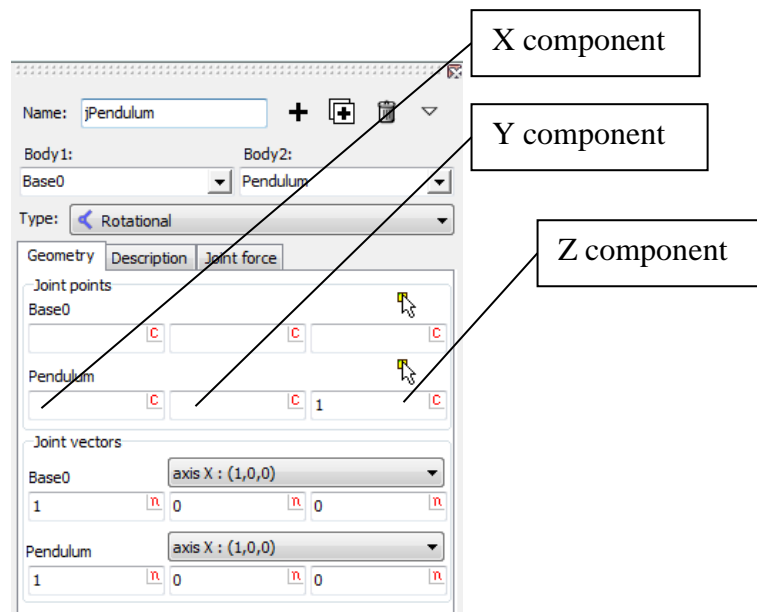 X component
Name: jPendulum
Y component
Body1: Body2:
Base0 Pendulum
Type: Rotational
Z component
Geometry Description Joint force
Joint points
Base0
C C C
Pendulum
C C 1 C
Joint vectors
Base0 axis X : (1,0,0)
1 n 0 n 0 n
Pendulum axis X : (1,0,0)
1 n 0 n 0 n